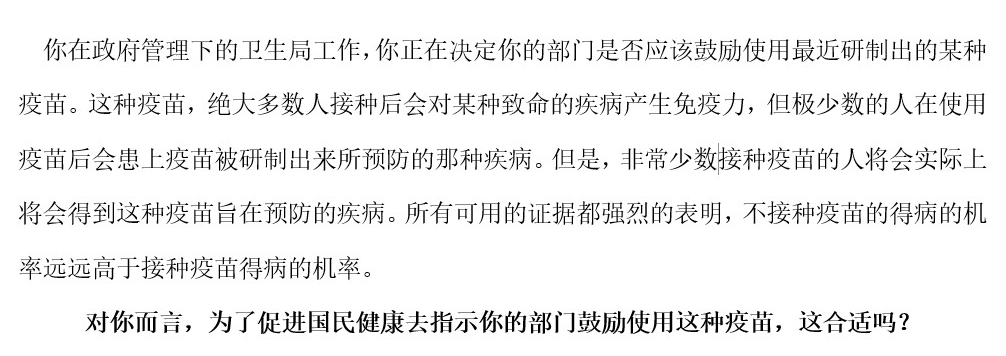 你在政府管理下的卫生局工作，你正在决定你的部门是否应该鼓励使用最近研制出的某种
疫苗。这种疫苗，绝大多数人接种后会对某种致命的疾病产生免疫力，但极少数的人在使用
疫苗后会患上疫苗被研制出来所预防的那种疾病。但是，非常少数接种疫苗的人将会实际上
将会得到这种疫苗旨在预防的疾病。所有可用的证据都强烈的表明，不接种疫苗的得病的机
率远远高于接种疫苗得病的机率。
对你而言，为了促进国民健康去指示你的部门鼓励使用这种疫苗，这合适吗？